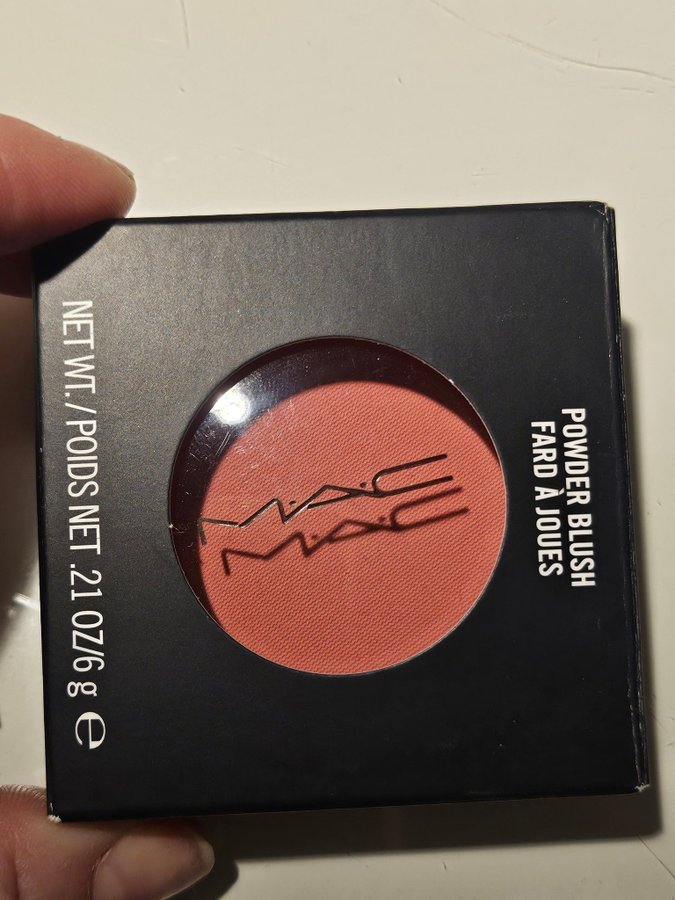 POWDER BLUSH
FARD À JOUES
M·A·C
NET WT./POIDS NET .21 OZ/6 g ℮